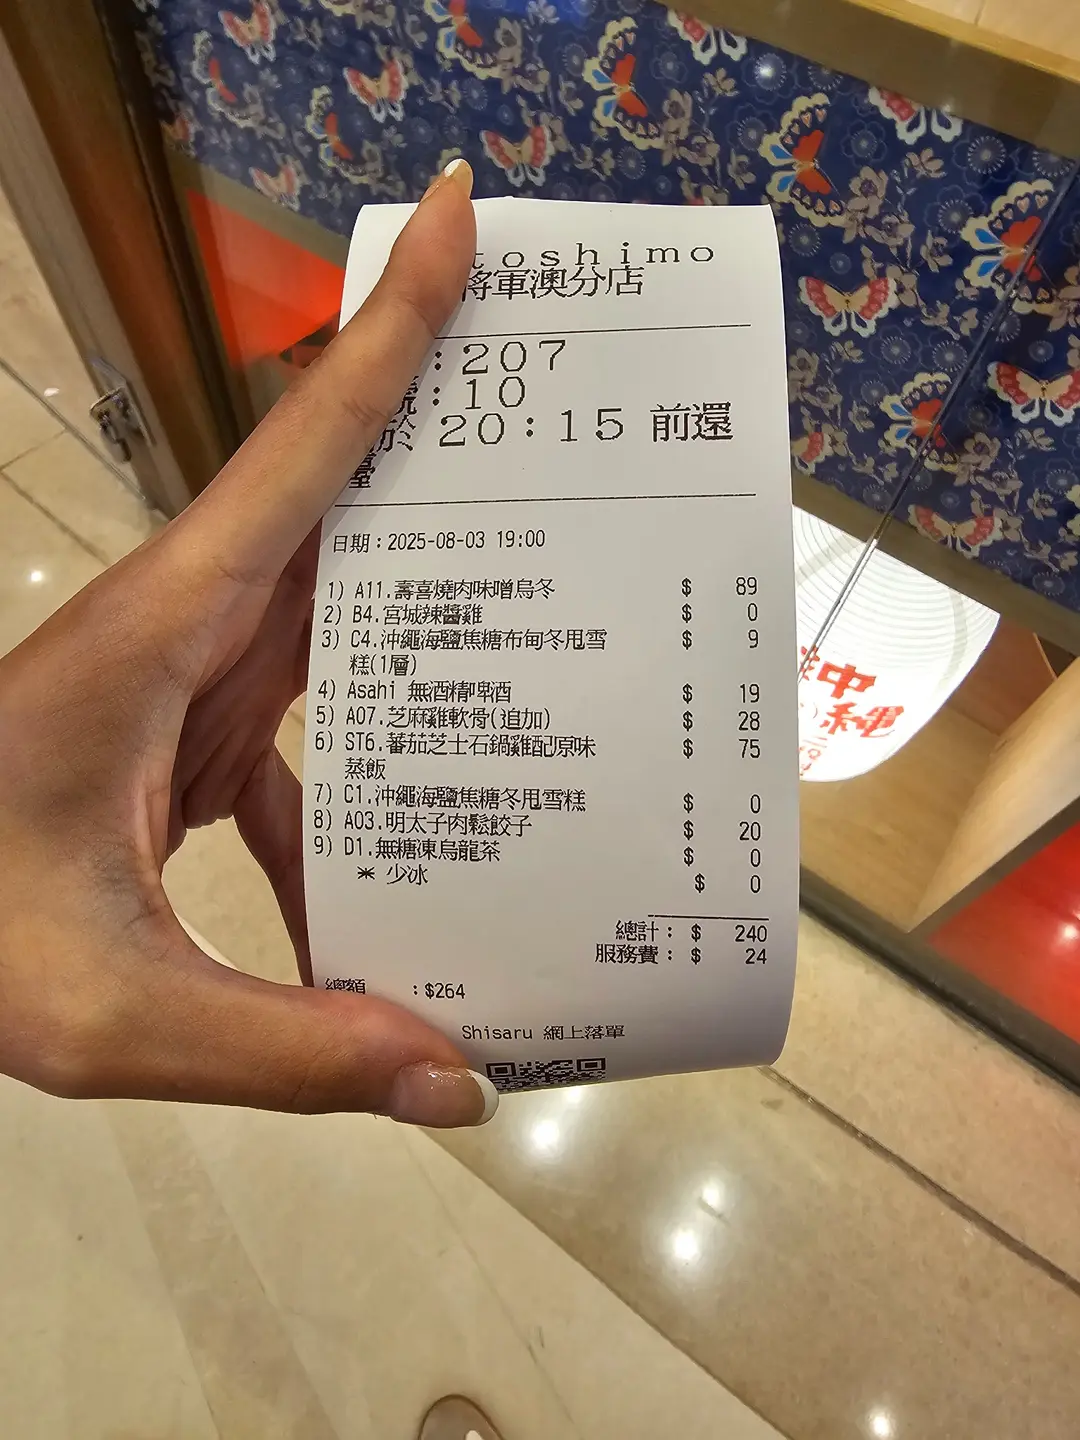 toshimo
將軍澳分店
: 207
: 10
於 20:15 前還
臺
日期：2025-08-03 19:00
1) A11.壽喜燒肉味噌烏冬 $ 89
2) B4.宮城辣醬雞 $ 0
3) C4.沖繩海鹽焦糖布甸冬甩雪 $ 9
糕(1層)
4) Asahi 無酒精啤酒 $ 19
5) A07.芝麻雞軟骨(追加) $ 28
6) ST6.蕃茄芝士石鍋雞配原味 $ 75
蒸飯
7) C1.沖繩海鹽焦糖冬甩雪糕 $ 0
8) A03.明太子肉鬆餃子 $ 20
9) D1.無糖凍烏龍茶 $ 0
* 少冰 $ 0
總計： $ 240
服務費： $ 24
總額 ：$264
Shisaru 網上落單
中
繩